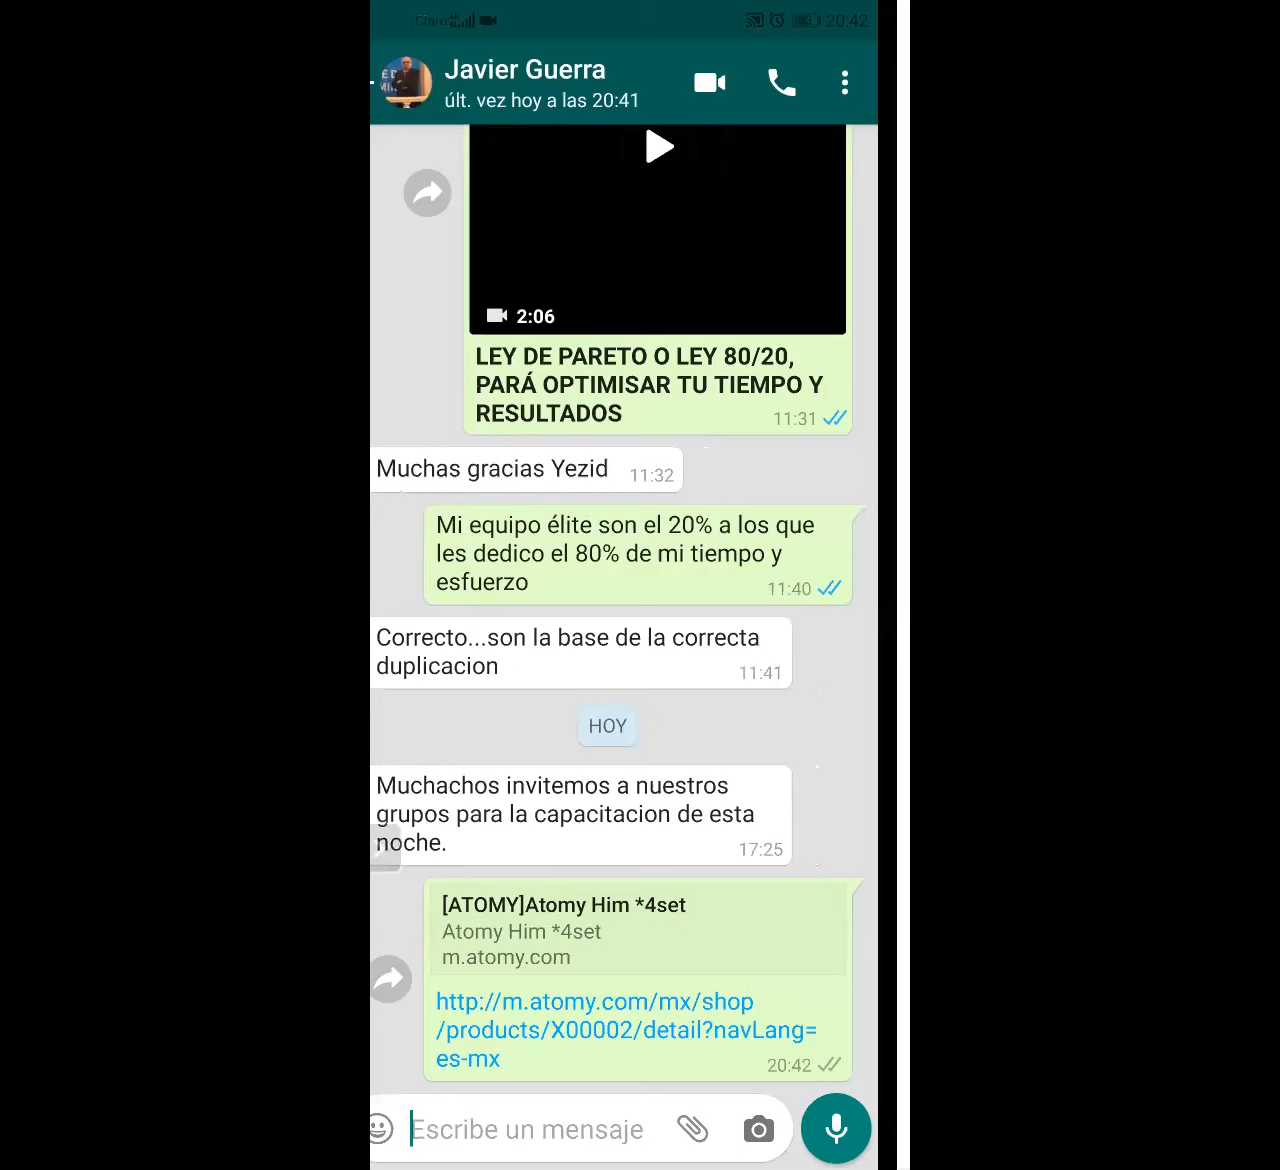 Claro 20:42
Javier Guerra
últ. vez hoy a las 20:41
2:06
LEY DE PARETO O LEY 80/20,
PARÁ OPTIMISAR TU TIEMPO Y
RESULTADOS 11:31
Muchas gracias Yezid 11:32
Mi equipo élite son el 20% a los que
les dedico el 80% de mi tiempo y
esfuerzo 11:40
Correcto...son la base de la correcta
duplicacion 11:41
HOY
Muchachos invitemos a nuestros
grupos para la capacitacion de esta
noche. 17:25
[ATOMY]Atomy Him *4set
Atomy Him *4set
m.atomy.com
http://m.atomy.com/mx/shop
/products/X00002/detail?navLang=
es-mx 20:42
Escribe un mensaje